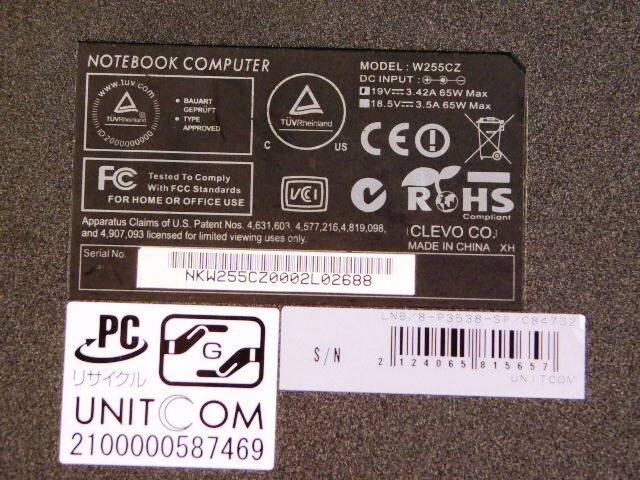 NOTEBOOK COMPUTER
MODEL : W255CZ
DC INPUT :
19V 3.42A 65W Max
18.5V 3.5A 65W Max
www.tuv.com
TÜVRheinland
ID 2000000000
BAUART
GEPRÜFT
TYPE
APPROVED
TÜVRheinland
C US
CE
FC Tested To Comply
With FCC Standards
FOR HOME OR OFFICE USE
VCI
C
RoHS
Compliant
Apparatus Claims of U.S. Patent Nos. 4,631,603, 4,577,216,4,819,098,
and 4,907,093 licensed for limited viewing uses only.
CLEVO CO.
MADE IN CHINA XH
Serial No.
NKW255CZ0002L02688
PC
リサイクル
G
UNITCOM
2100000587469
LNB/8-P3538-SP/C84732
S/N
2124065815657
UNITCOM